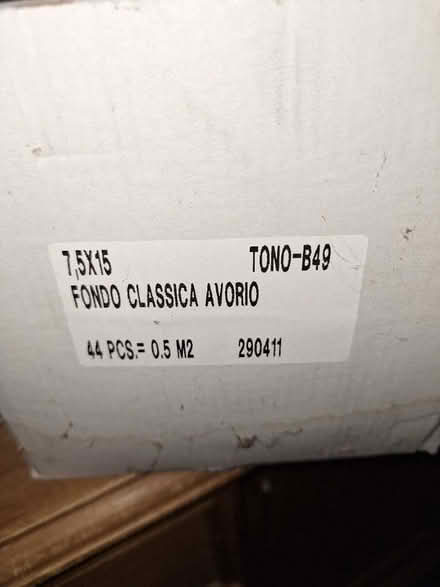 7,5X15 TONO-B49
FONDO CLASSICA AVORIO
44 PCS.= 0.5 M2 290411